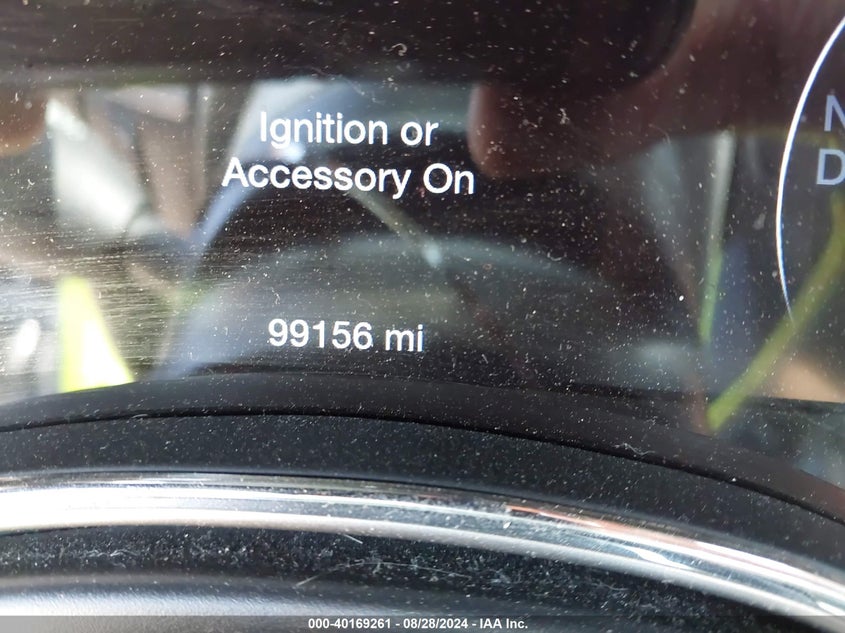 Ignition or
Accessory On
N
D
99156 mi
000-40169261 - 08/28/2024 - IAA Inc.